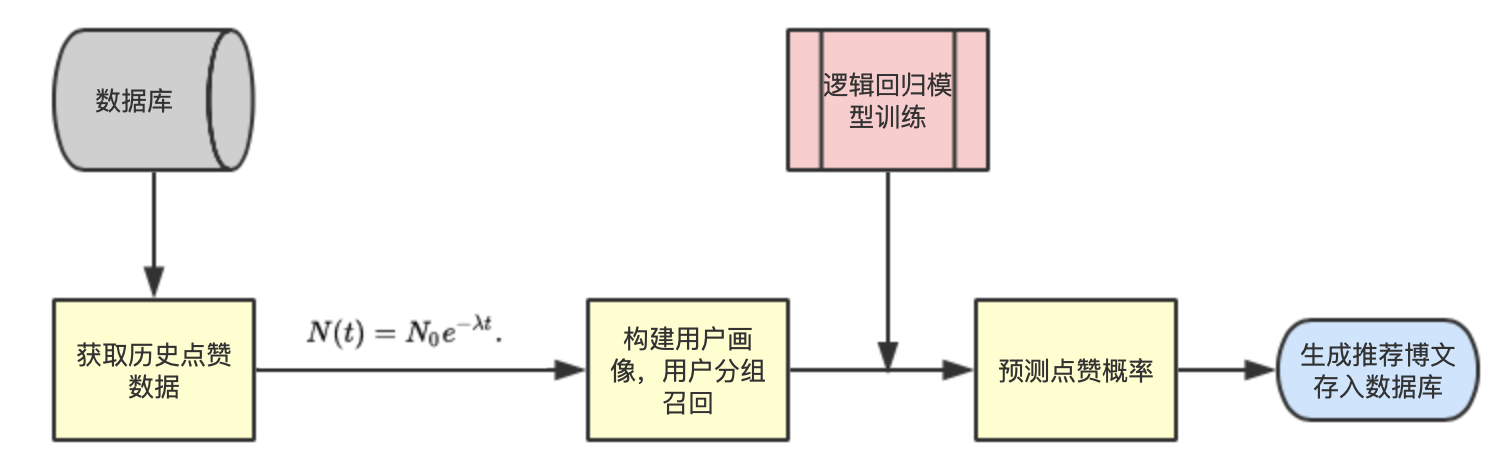 数据库
逻辑回归模
型训练
获取历史点赞
数据
N(t) = N₀e^{-λt}.
构建用户画
像，用户分组
召回
预测点赞概率
生成推荐博文
存入数据库